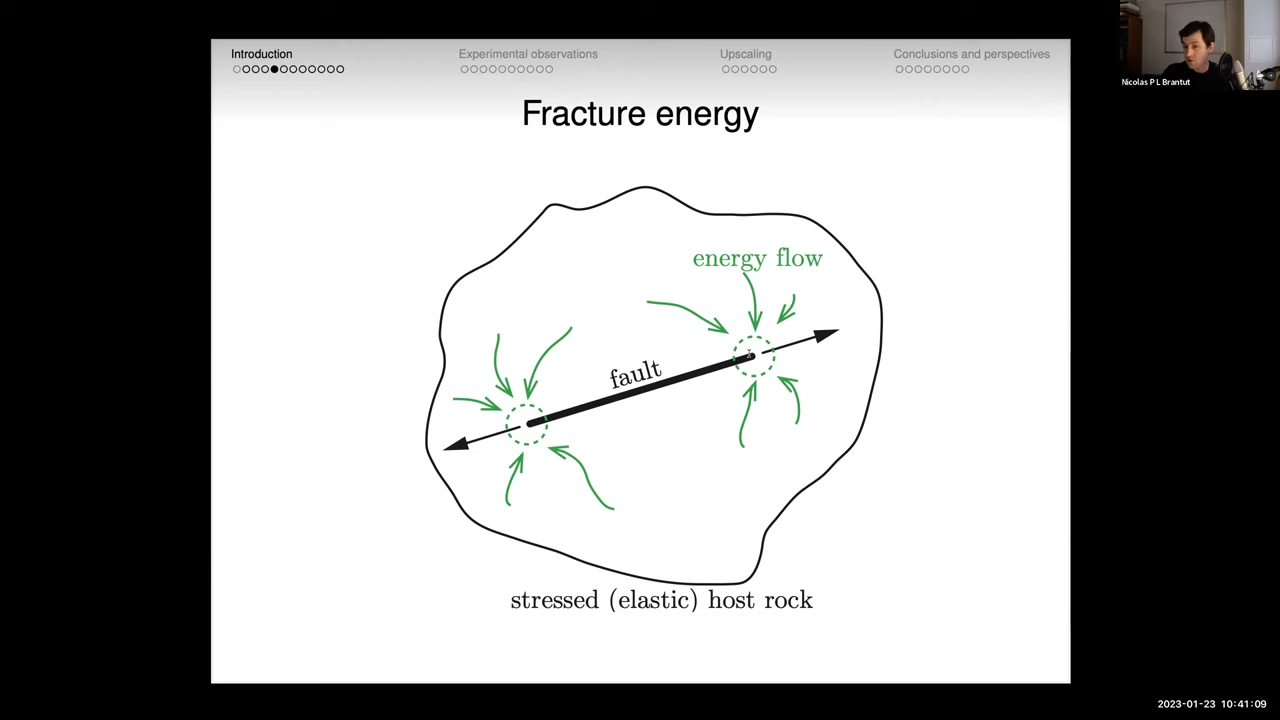 Introduction
Experimental observations
Upscaling
Conclusions and perspectives
Nicolas P L Brantut
Fracture energy
energy flow
fault
stressed (elastic) host rock
2023-01-23 10:41:09